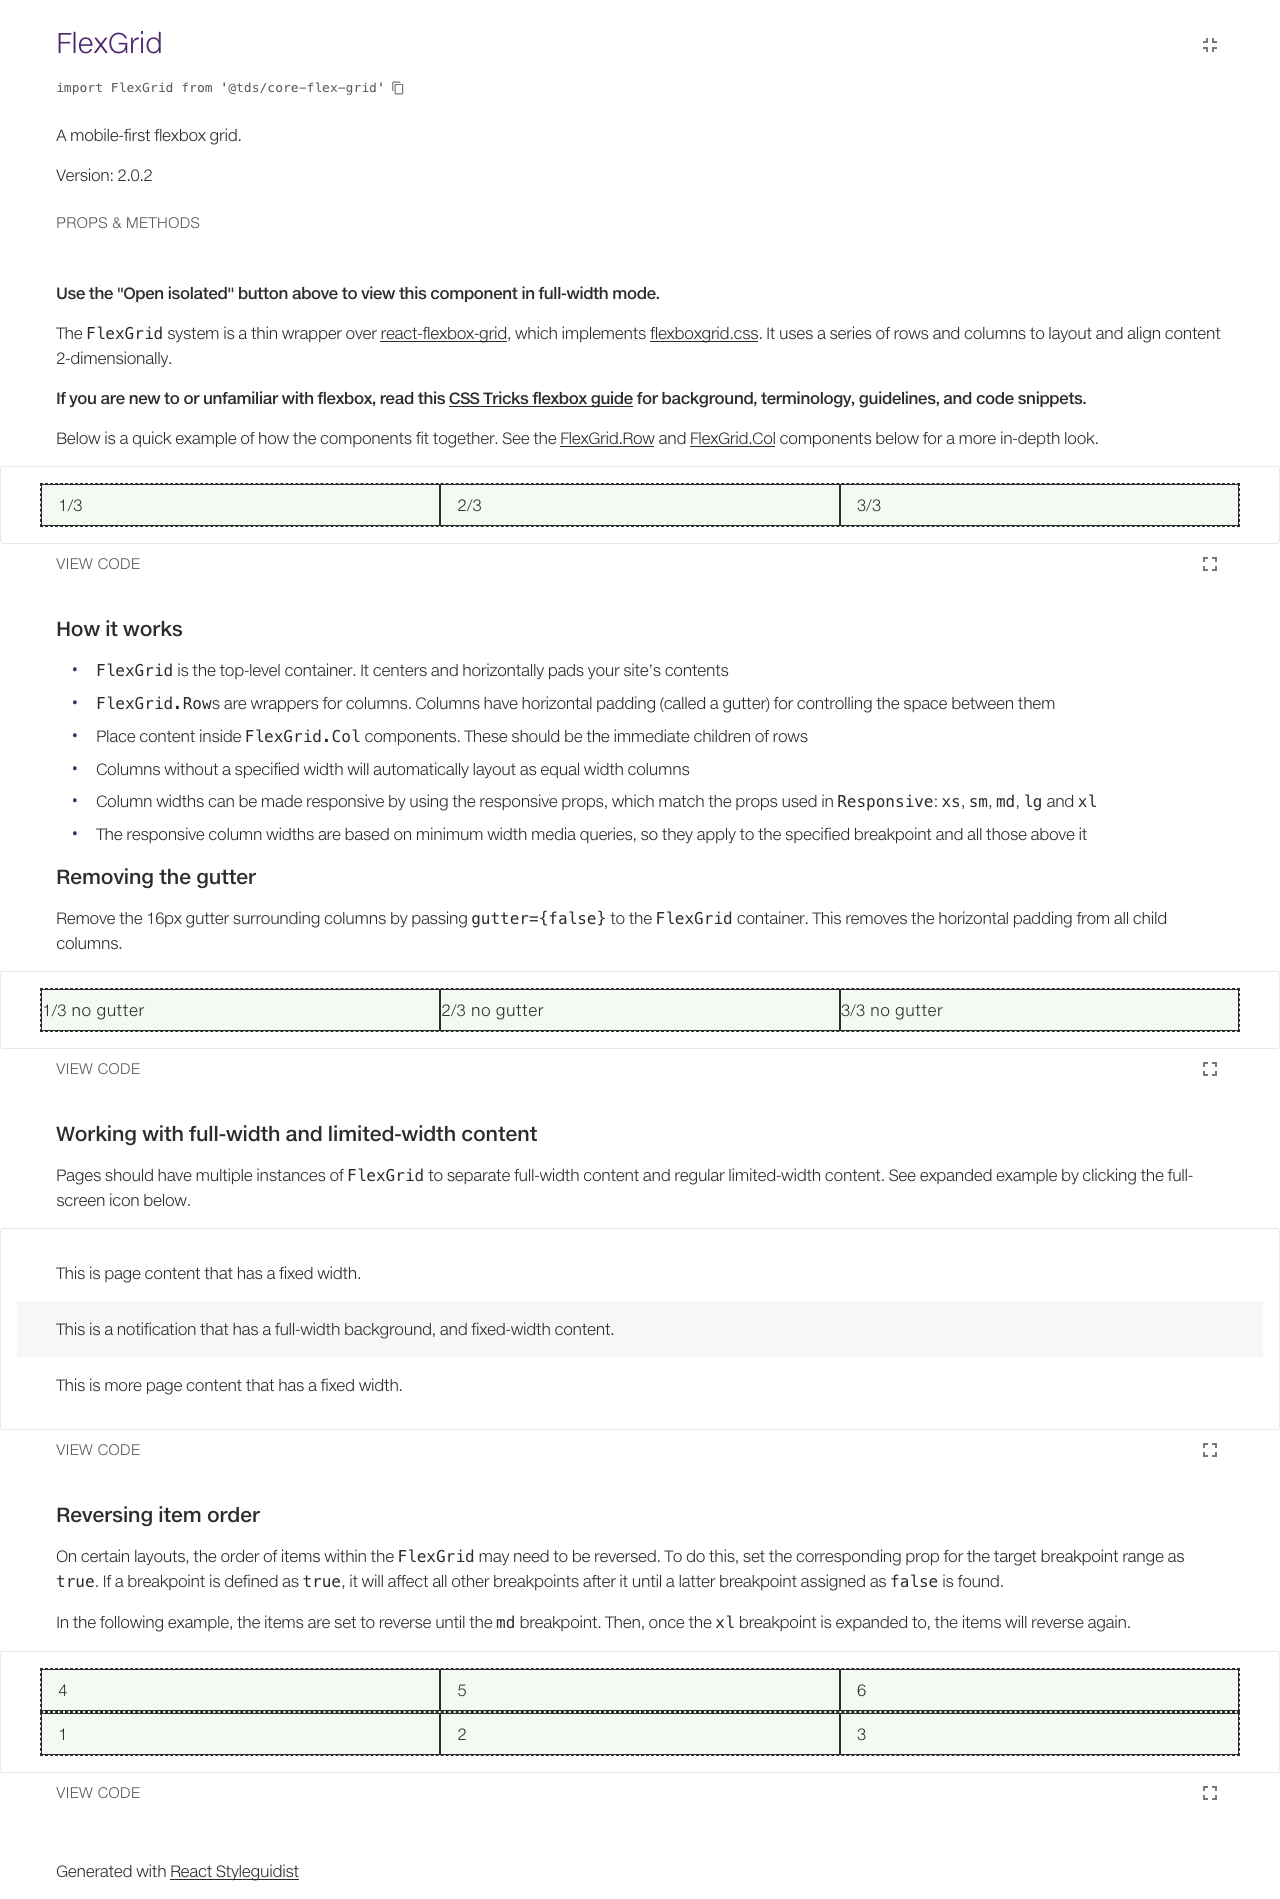 FlexGrid
import FlexGrid from '@tds/core-flex-grid'
A mobile-first flexbox grid.
Version: 2.0.2
PROPS & METHODS
Use the "Open isolated" button above to view this component in full-width mode.
The FlexGrid system is a thin wrapper over react-flexbox-grid, which implements flexboxgrid.css. It uses a series of rows and columns to layout and align content
2-dimensionally.
If you are new to or unfamiliar with flexbox, read this CSS Tricks flexbox guide for background, terminology, guidelines, and code snippets.
Below is a quick example of how the components fit together. See the FlexGrid.Row and FlexGrid.Col components below for a more in-depth look.
1/3 2/3 3/3
VIEW CODE
How it works
• FlexGrid is the top-level container. It centers and horizontally pads your site's contents
• FlexGrid.Rows are wrappers for columns. Columns have horizontal padding (called a gutter) for controlling the space between them
• Place content inside FlexGrid.Col components. These should be the immediate children of rows
• Columns without a specified width will automatically layout as equal width columns
• Column widths can be made responsive by using the responsive props, which match the props used in Responsive: xs, sm, md, lg and xl
• The responsive column widths are based on minimum width media queries, so they apply to the specified breakpoint and all those above it
Removing the gutter
Remove the 16px gutter surrounding columns by passing gutter={false} to the FlexGrid container. This removes the horizontal padding from all child
columns.
1/3 no gutter 2/3 no gutter 3/3 no gutter
VIEW CODE
Working with full-width and limited-width content
Pages should have multiple instances of FlexGrid to separate full-width content and regular limited-width content. See expanded example by clicking the full-
screen icon below.
This is page content that has a fixed width.
This is a notification that has a full-width background, and fixed-width content.
This is more page content that has a fixed width.
VIEW CODE
Reversing item order
On certain layouts, the order of items within the FlexGrid may need to be reversed. To do this, set the corresponding prop for the target breakpoint range as
true. If a breakpoint is defined as true, it will affect all other breakpoints after it until a latter breakpoint assigned as false is found.
In the following example, the items are set to reverse until the md breakpoint. Then, once the xl breakpoint is expanded to, the items will reverse again.
4 5 6
1 2 3
VIEW CODE
Generated with React Styleguidist